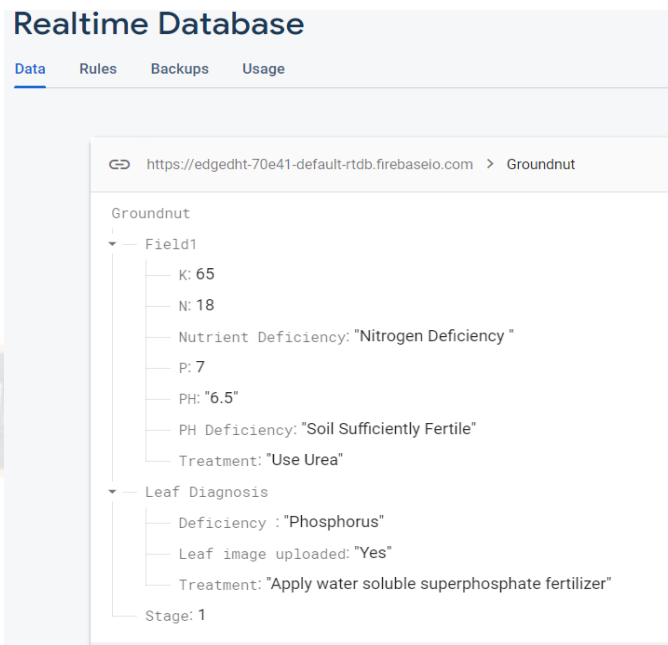 Realtime Database
Data Rules Backups Usage
https://edgedht-70e41-default-rtdb.firebaseio.com > Groundnut
Groundnut
Field1
K: 65
N: 18
Nutrient Deficiency: "Nitrogen Deficiency "
P: 7
PH: "6.5"
PH Deficiency: "Soil Sufficiently Fertile"
Treatment: "Use Urea"
Leaf Diagnosis
Deficiency : "Phosphorus"
Leaf image uploaded: "Yes"
Treatment: "Apply water soluble superphosphate fertilizer"
Stage: 1